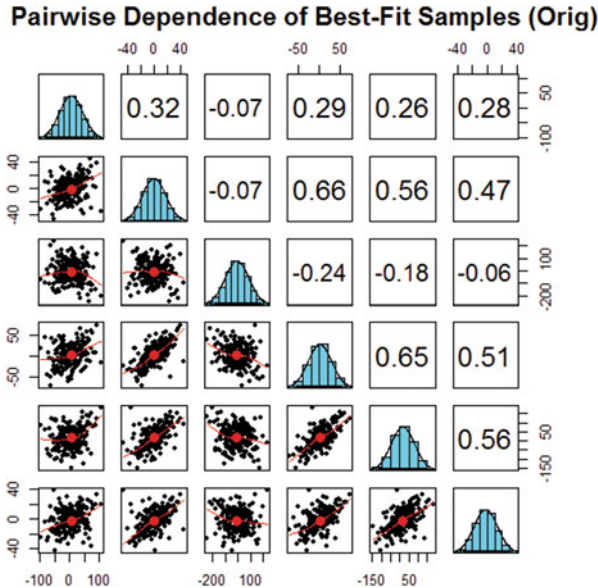 Pairwise Dependence of Best-Fit Samples (Orig)
-40 0 40 -50 50 -40 0 40
0.32 -0.07 0.29 0.26 0.28 -100 50
-40 0 40 -0.07 0.66 0.56 0.47
-0.24 -0.18 -0.06 -200 100
-50 50 0.65 0.51
0.56 -150 50
-40 0 40
-100 0 100 -200 100 -150 50